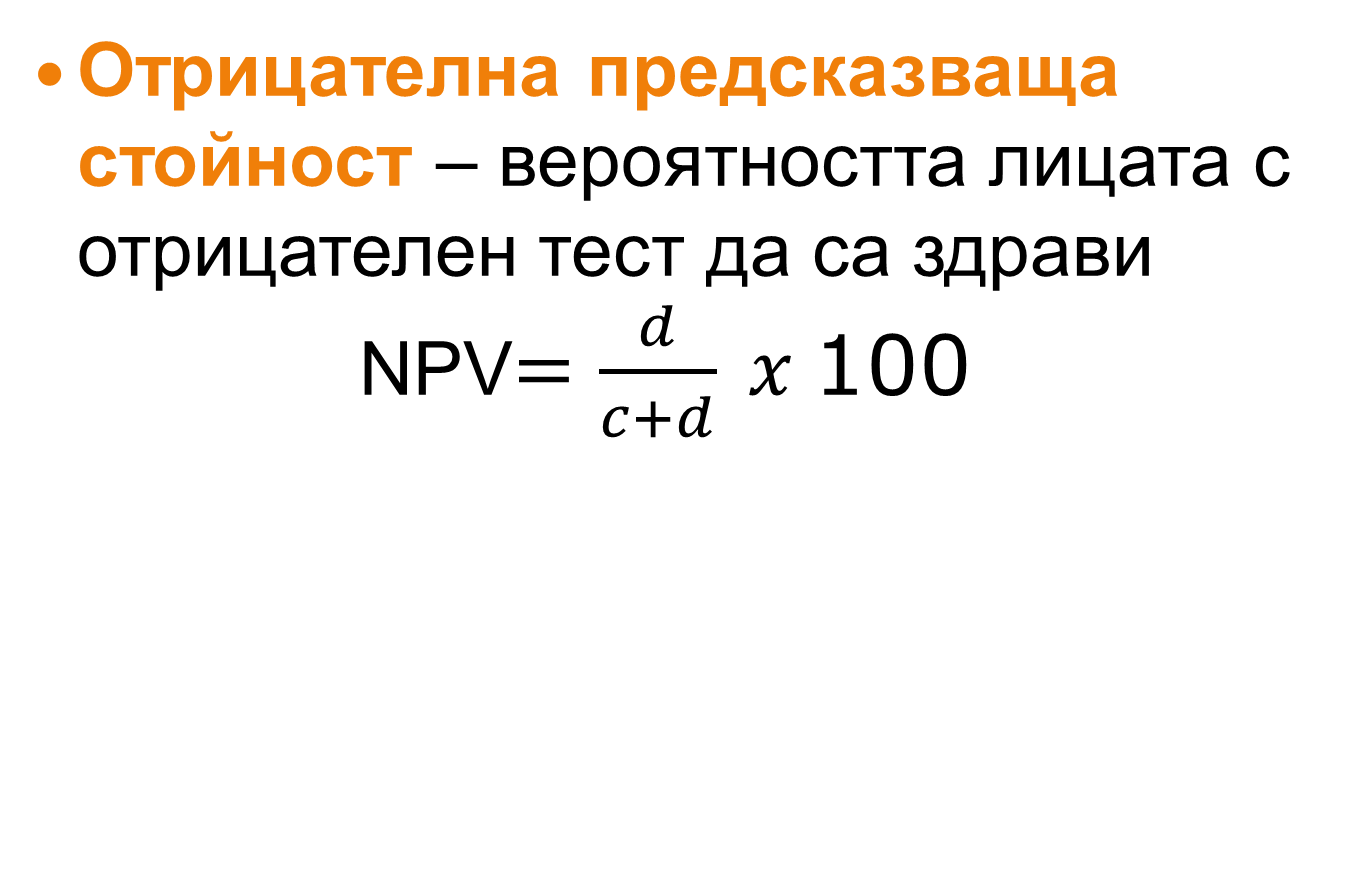 • Отрицателна предсказваща
стойност – вероятността лицата с
отрицателен тест да са здрави
NPV= d/(c+d) x 100